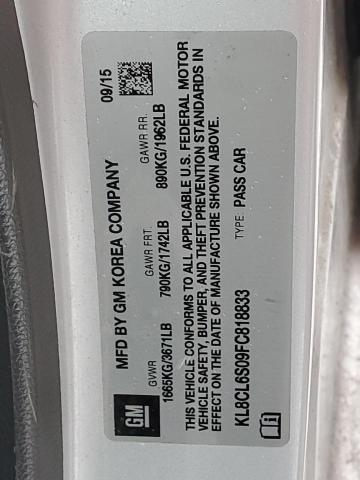 GM
MFD BY GM KOREA COMPANY
09/15
GVWR
GAWR FRT.
GAWR RR.
1665KG/3671LB
790KG/1742LB
890KG/1962LB
THIS VEHICLE CONFORMS TO ALL APPLICABLE U.S. FEDERAL MOTOR
VEHICLE SAFETY, BUMPER, AND THEFT PREVENTION STANDARDS IN
EFFECT ON THE DATE OF MANUFACTURE SHOWN ABOVE.
KL8CL6S09FC818833
TYPE: PASS CAR